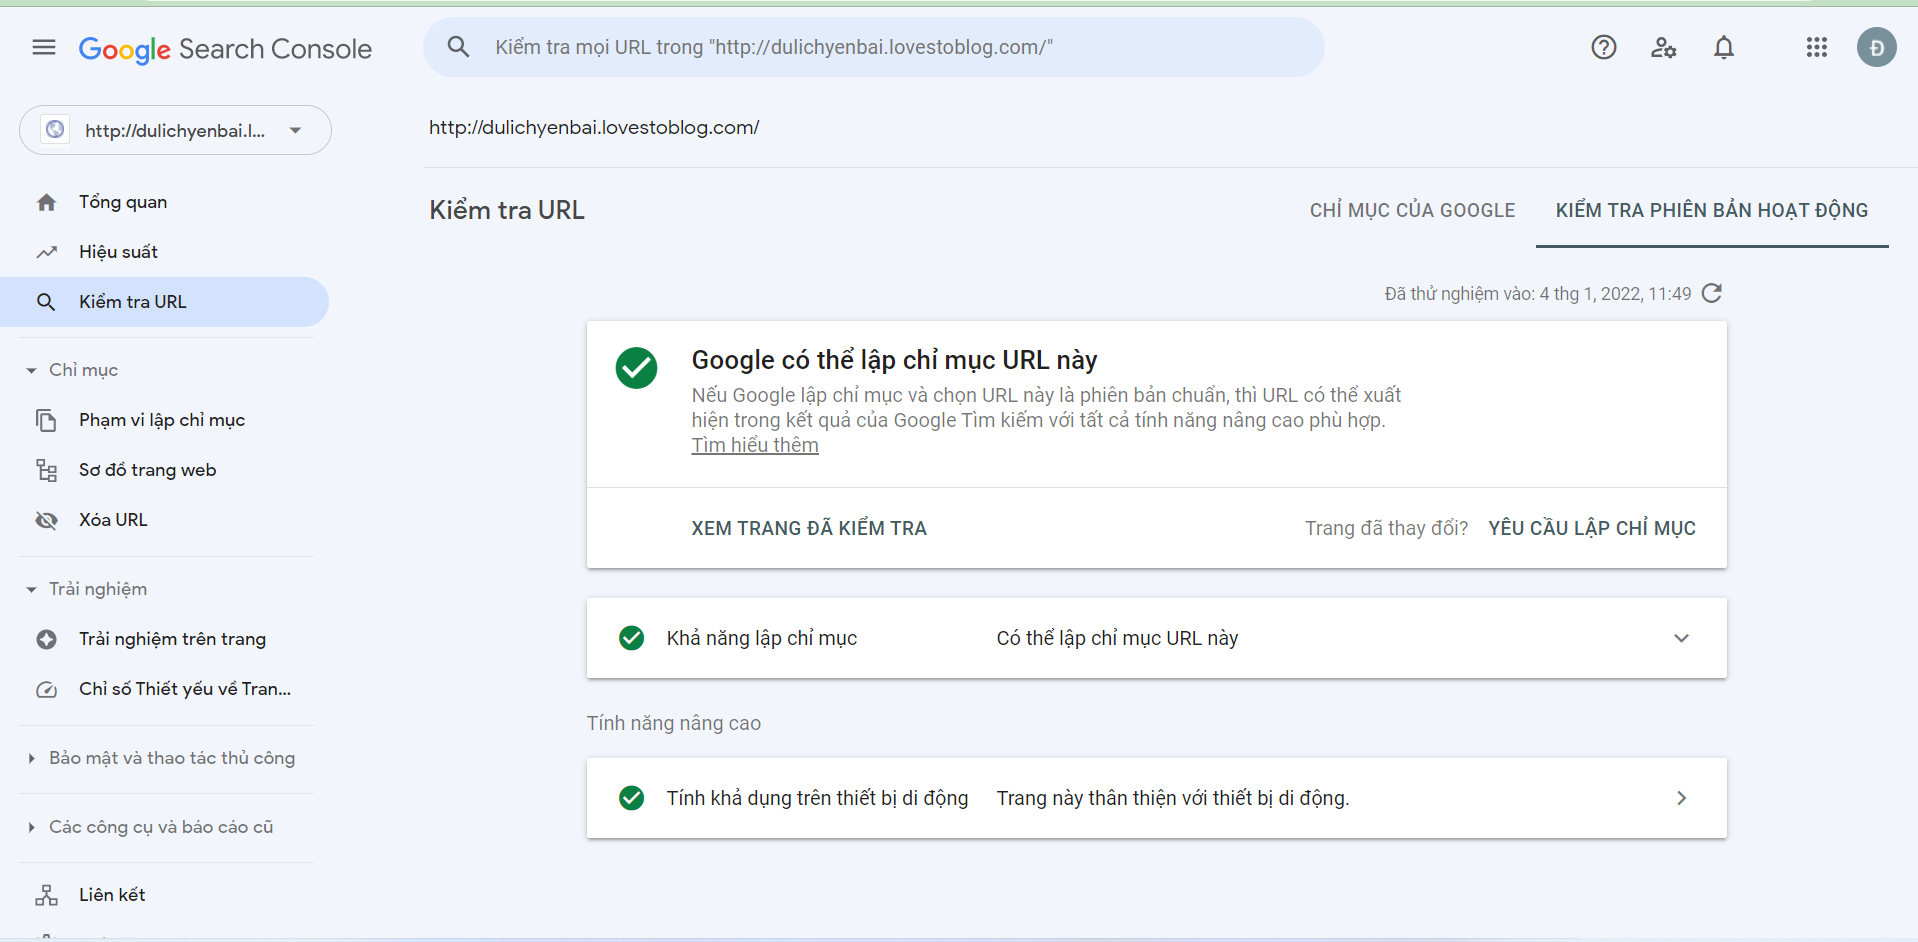 Google Search Console
Kiểm tra mọi URL trong "http://dulichyenbai.lovestoblog.com/"
Đ
http://dulichyenbai.l...
http://dulichyenbai.lovestoblog.com/
Tổng quan
Hiệu suất
Kiểm tra URL
Chỉ mục
Phạm vi lập chỉ mục
Sơ đồ trang web
Xóa URL
Trải nghiệm
Trải nghiệm trên trang
Chỉ số Thiết yếu về Tran...
Bảo mật và thao tác thủ công
Các công cụ và báo cáo cũ
Liên kết
Kiểm tra URL
CHỈ MỤC CỦA GOOGLE
KIỂM TRA PHIÊN BẢN HOẠT ĐỘNG
Đã thử nghiệm vào: 4 thg 1, 2022, 11:49
Google có thể lập chỉ mục URL này
Nếu Google lập chỉ mục và chọn URL này là phiên bản chuẩn, thì URL có thể xuất
hiện trong kết quả của Google Tìm kiếm với tất cả tính năng nâng cao phù hợp.
Tìm hiểu thêm
XEM TRANG ĐÃ KIỂM TRA
Trang đã thay đổi? YÊU CẦU LẬP CHỈ MỤC
Khả năng lập chỉ mục
Có thể lập chỉ mục URL này
Tính năng nâng cao
Tính khả dụng trên thiết bị di động
Trang này thân thiện với thiết bị di động.